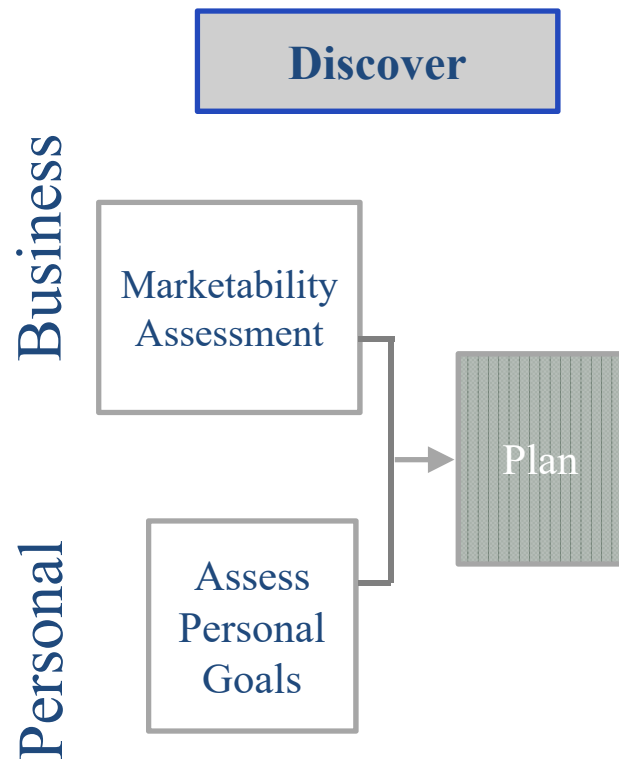 Discover
Business
Marketability
Assessment
Plan
Personal
Assess
Personal
Goals